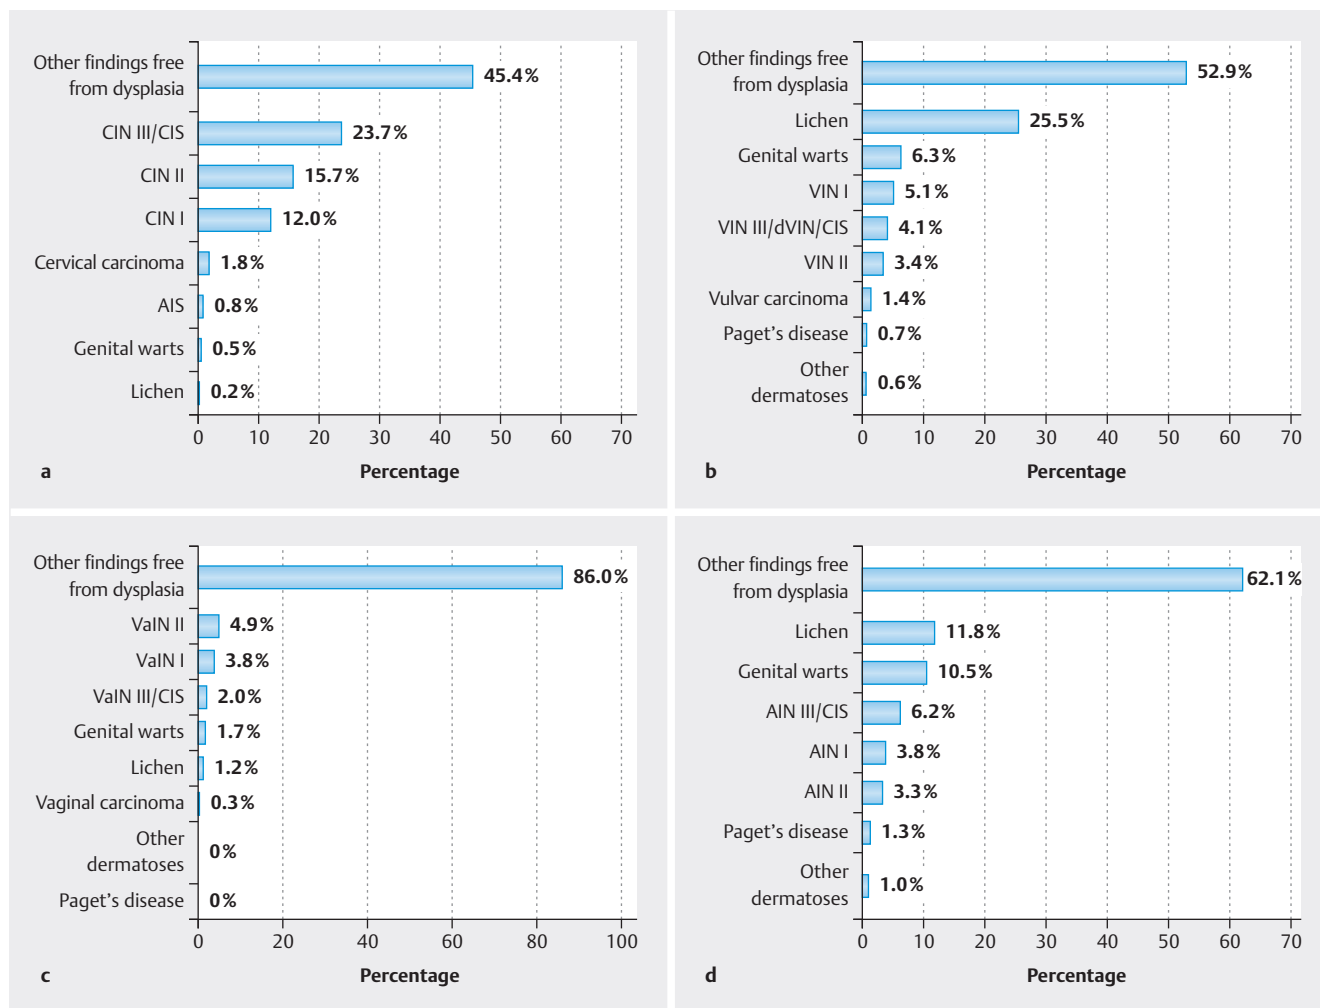 Other findings free
from dysplasia
45.4%
CIN III/CIS
23.7%
CIN II
15.7%
CIN I
12.0%
Cervical carcinoma
1.8%
AIS
0.8%
Genital warts
0.5%
Lichen
0.2%
0 10 20 30 40 50 60 70
Percentage
a
Other findings free
from dysplasia
52.9%
Lichen
25.5%
Genital warts
6.3%
VIN I
5.1%
VIN III/dVIN/CIS
4.1%
VIN II
3.4%
Vulvar carcinoma
1.4%
Paget's disease
0.7%
Other
dermatoses
0.6%
0 10 20 30 40 50 60 70
Percentage
b
Other findings free
from dysplasia
86.0%
VaIN II
4.9%
VaIN I
3.8%
VaIN III/CIS
2.0%
Genital warts
1.7%
Lichen
1.2%
Vaginal carcinoma
0.3%
Other
dermatoses
0%
Paget's disease
0%
0 20 40 60 80 100
Percentage
c
Other findings free
from dysplasia
62.1%
Lichen
11.8%
Genital warts
10.5%
AIN III/CIS
6.2%
AIN I
3.8%
AIN II
3.3%
Paget's disease
1.3%
Other
dermatoses
1.0%
0 10 20 30 40 50 60 70
Percentage
d